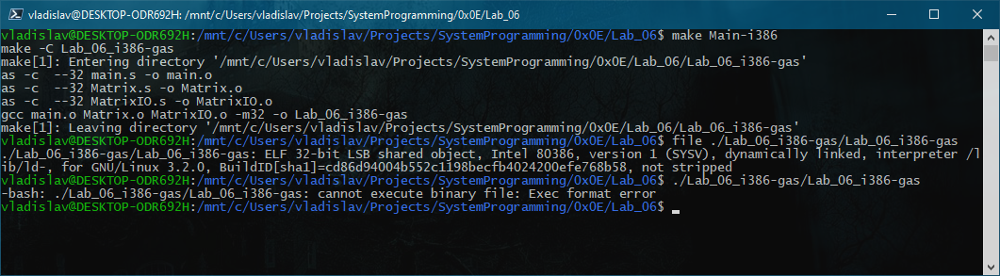 vladislav@DESKTOP-ODR692H: /mnt/c/Users/vladislav/Projects/SystemProgramming/0x0E/Lab_06
vladislav@DESKTOP-ODR692H:/mnt/c/Users/vladislav/Projects/SystemProgramming/0x0E/Lab_06$ make Main-i386
make -C Lab_06_i386-gas
make[1]: Entering directory '/mnt/c/Users/vladislav/Projects/SystemProgramming/0x0E/Lab_06/Lab_06_i386-gas'
as -c  --32 main.s -o main.o
as -c  --32 Matrix.s -o Matrix.o
as -c  --32 MatrixIO.s -o MatrixIO.o
gcc main.o Matrix.o MatrixIO.o -m32 -o Lab_06_i386-gas
make[1]: Leaving directory '/mnt/c/Users/vladislav/Projects/SystemProgramming/0x0E/Lab_06/Lab_06_i386-gas'
vladislav@DESKTOP-ODR692H:/mnt/c/Users/vladislav/Projects/SystemProgramming/0x0E/Lab_06$ file ./Lab_06_i386-gas/Lab_06_i386-gas
./Lab_06_i386-gas/Lab_06_i386-gas: ELF 32-bit LSB shared object, Intel 80386, version 1 (SYSV), dynamically linked, interpreter /l
ib/ld-, for GNU/Linux 3.2.0, BuildID[sha1]=cd86d94004b552c1198becfb4024200efe768b58, not stripped
vladislav@DESKTOP-ODR692H:/mnt/c/Users/vladislav/Projects/SystemProgramming/0x0E/Lab_06$ ./Lab_06_i386-gas/Lab_06_i386-gas
-bash: ./Lab_06_i386-gas/Lab_06_i386-gas: cannot execute binary file: Exec format error
vladislav@DESKTOP-ODR692H:/mnt/c/Users/vladislav/Projects/SystemProgramming/0x0E/Lab_06$